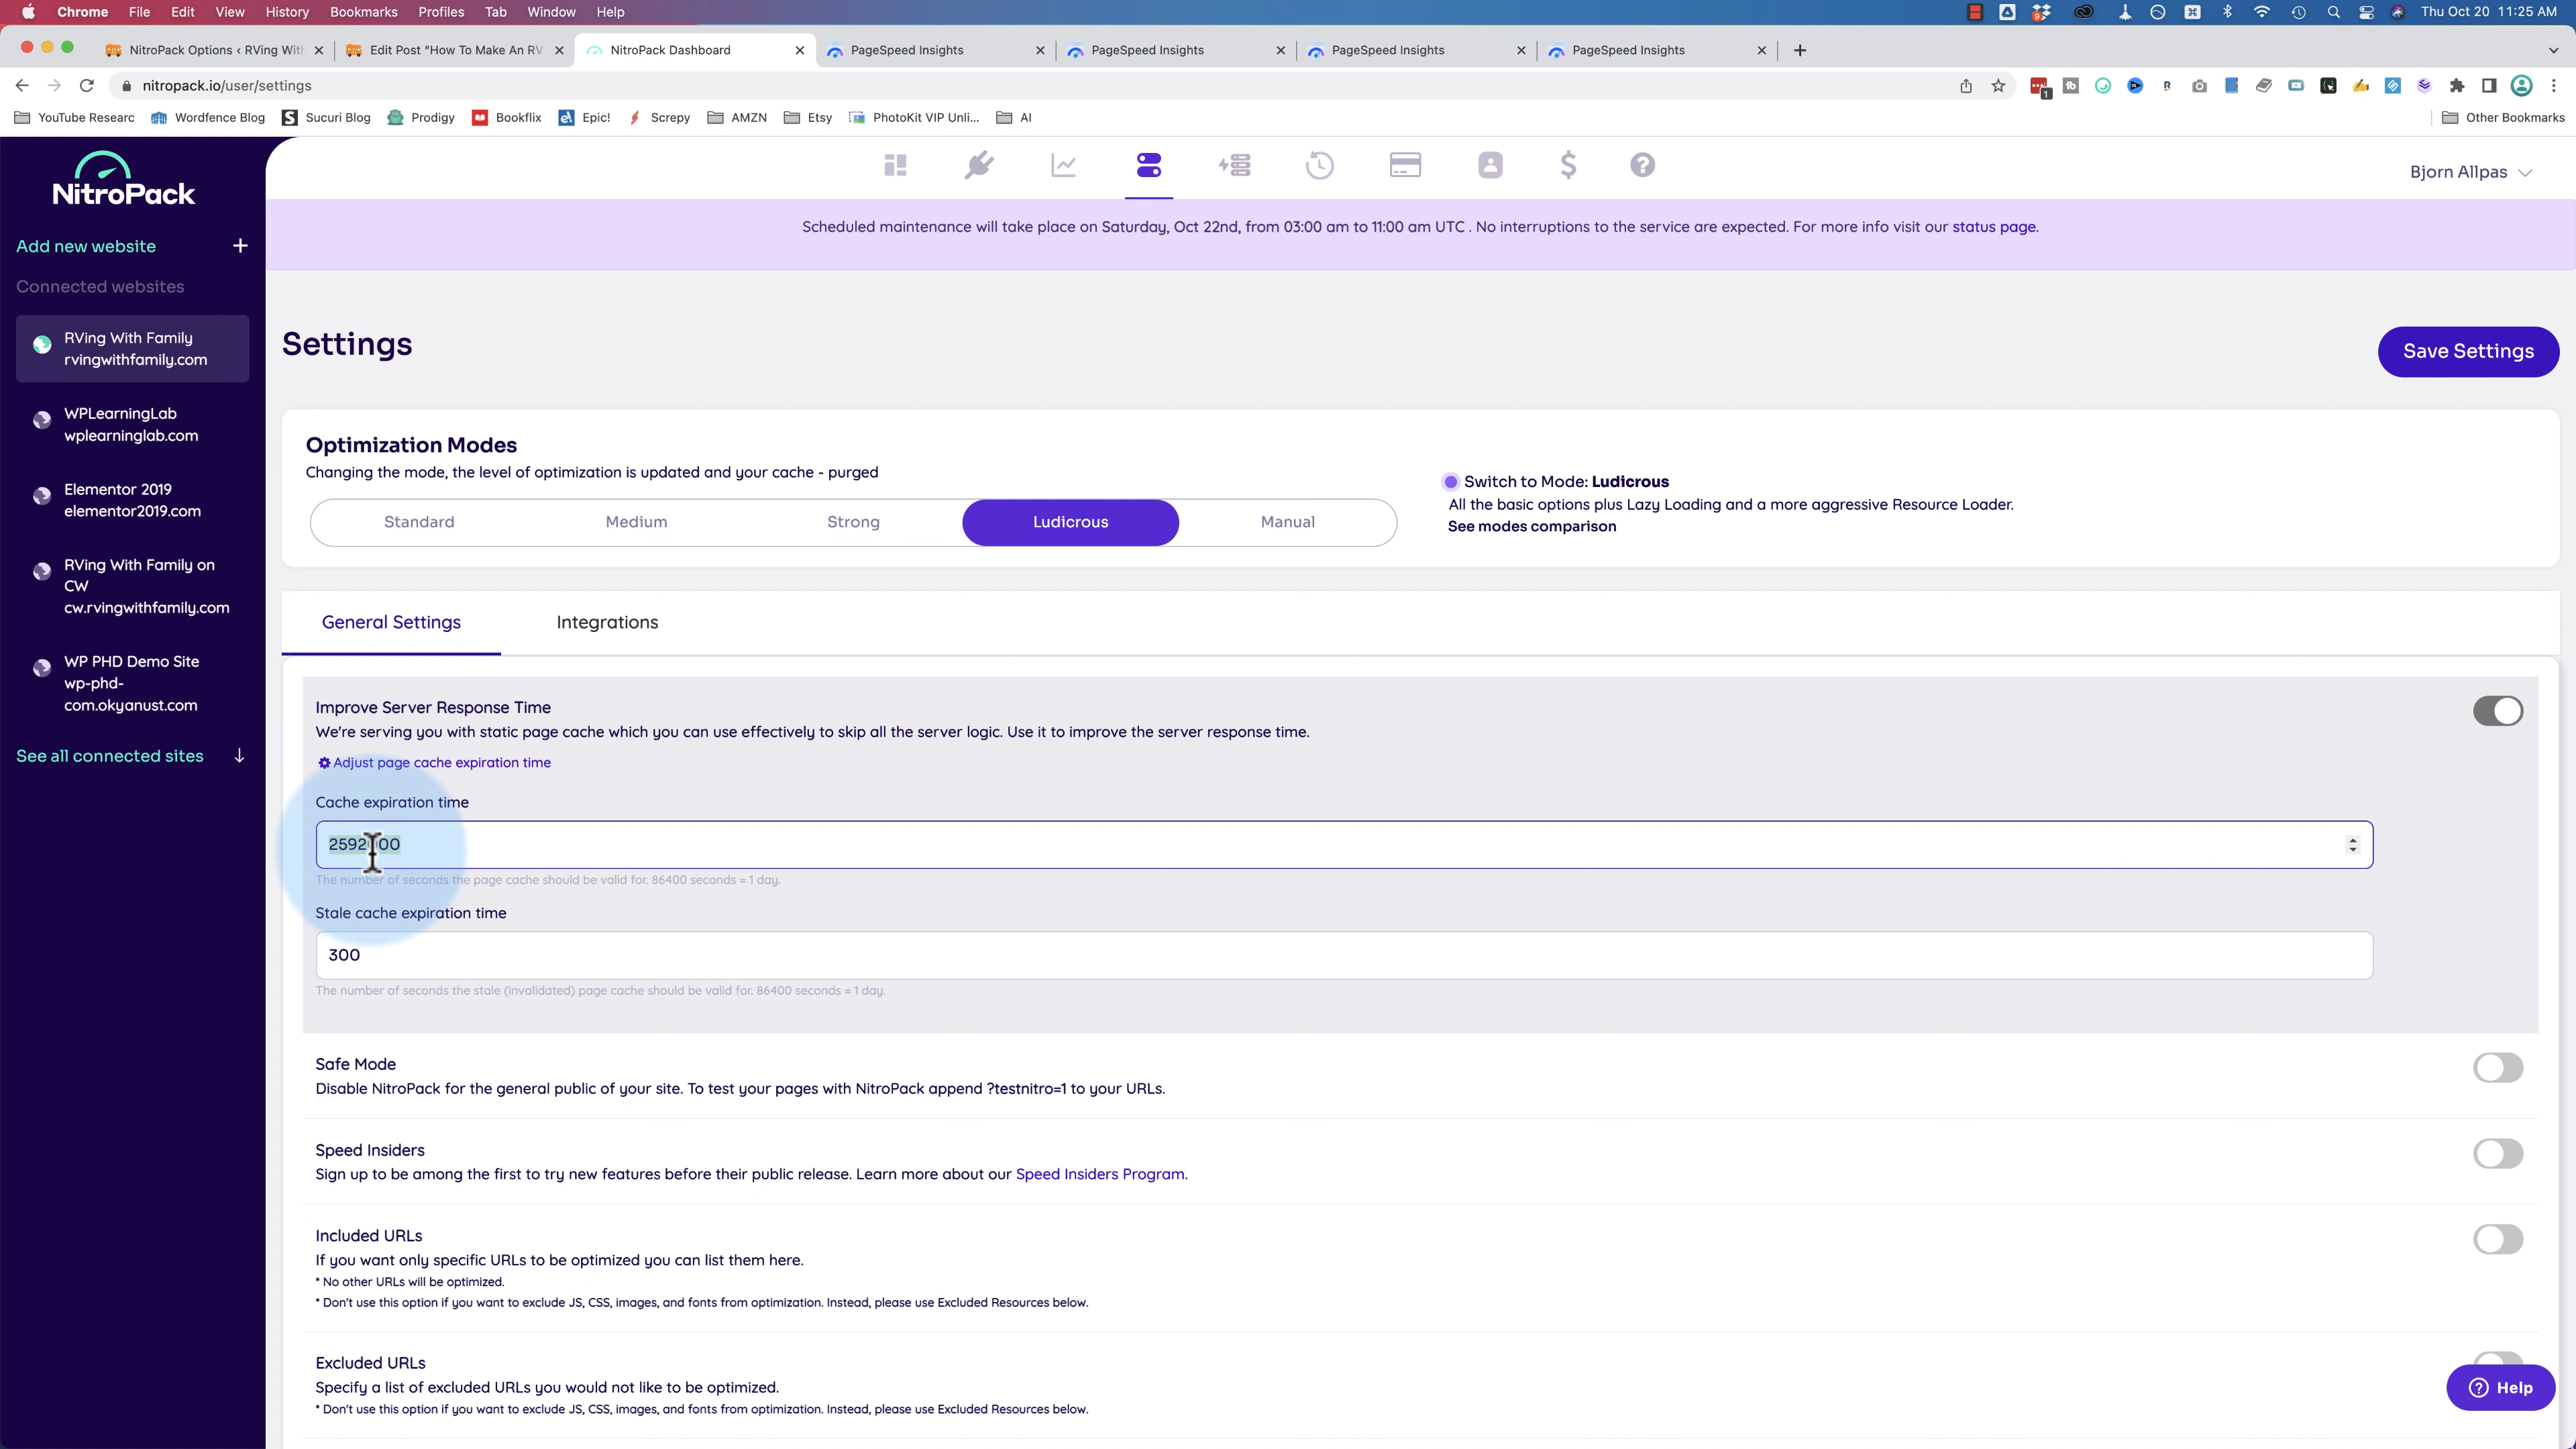 Chrome File Edit View History Bookmarks Profiles Tab Window Help
Thu Oct 20 11:25 AM
NitroPack Options ‹ RVing With
Edit Post "How To Make An RV
NitroPack Dashboard
PageSpeed Insights
PageSpeed Insights
PageSpeed Insights
PageSpeed Insights
nitropack.io/user/settings
YouTube Researc Wordfence Blog Sucuri Blog Prodigy Bookflix Epic! Screpy AMZN Etsy PhotoKit VIP Unli... AI Other Bookmarks
NitroPack
Add new website +
Connected websites
RVing With Family
rvingwithfamily.com
WPLearningLab
wplearninglab.com
Elementor 2019
elementor2019.com
RVing With Family on
CW
cw.rvingwithfamily.com
WP PHD Demo Site
wp-phd-
com.okyanust.com
See all connected sites
Bjorn Allpas
Scheduled maintenance will take place on Saturday, Oct 22nd, from 03:00 am to 11:00 am UTC . No interruptions to the service are expected. For more info visit our status page.
Settings
Save Settings
Optimization Modes
Changing the mode, the level of optimization is updated and your cache - purged
Standard Medium Strong Ludicrous Manual
Switch to Mode: Ludicrous
All the basic options plus Lazy Loading and a more aggressive Resource Loader.
See modes comparison
General Settings Integrations
Improve Server Response Time
We're serving you with static page cache which you can use effectively to skip all the server logic. Use it to improve the server response time.
Adjust page cache expiration time
Cache expiration time
2592000
The number of seconds the page cache should be valid for. 86400 seconds = 1 day.
Stale cache expiration time
300
The number of seconds the stale (invalidated) page cache should be valid for. 86400 seconds = 1 day.
Safe Mode
Disable NitroPack for the general public of your site. To test your pages with NitroPack append ?testnitro=1 to your URLs.
Speed Insiders
Sign up to be among the first to try new features before their public release. Learn more about our Speed Insiders Program.
Included URLs
If you want only specific URLs to be optimized you can list them here.
* No other URLs will be optimized.
* Don't use this option if you want to exclude JS, CSS, images, and fonts from optimization. Instead, please use Excluded Resources below.
Excluded URLs
Specify a list of excluded URLs you would not like to be optimized.
* Don't use this option if you want to exclude JS, CSS, images, and fonts from optimization. Instead, please use Excluded Resources below.
Help